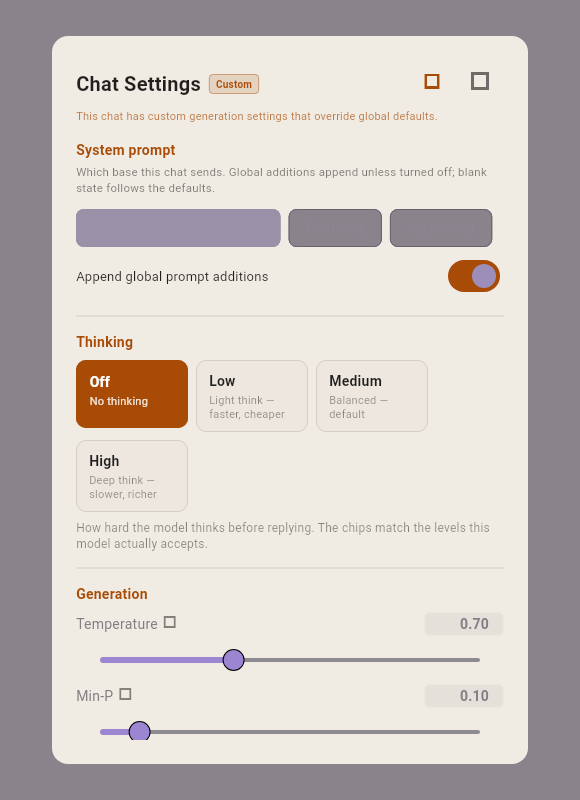 Chat Settings
Custom
This chat has custom generation settings that override global defaults.
System prompt
Which base this chat sends. Global additions append unless turned off; blank
state follows the defaults.
Append global prompt additions
Thinking
Off
No thinking
Low
Light think —
faster, cheaper
Medium
Balanced —
default
High
Deep think —
slower, richer
How hard the model thinks before replying. The chips match the levels this
model actually accepts.
Generation
Temperature
0.70
Min-P
0.10